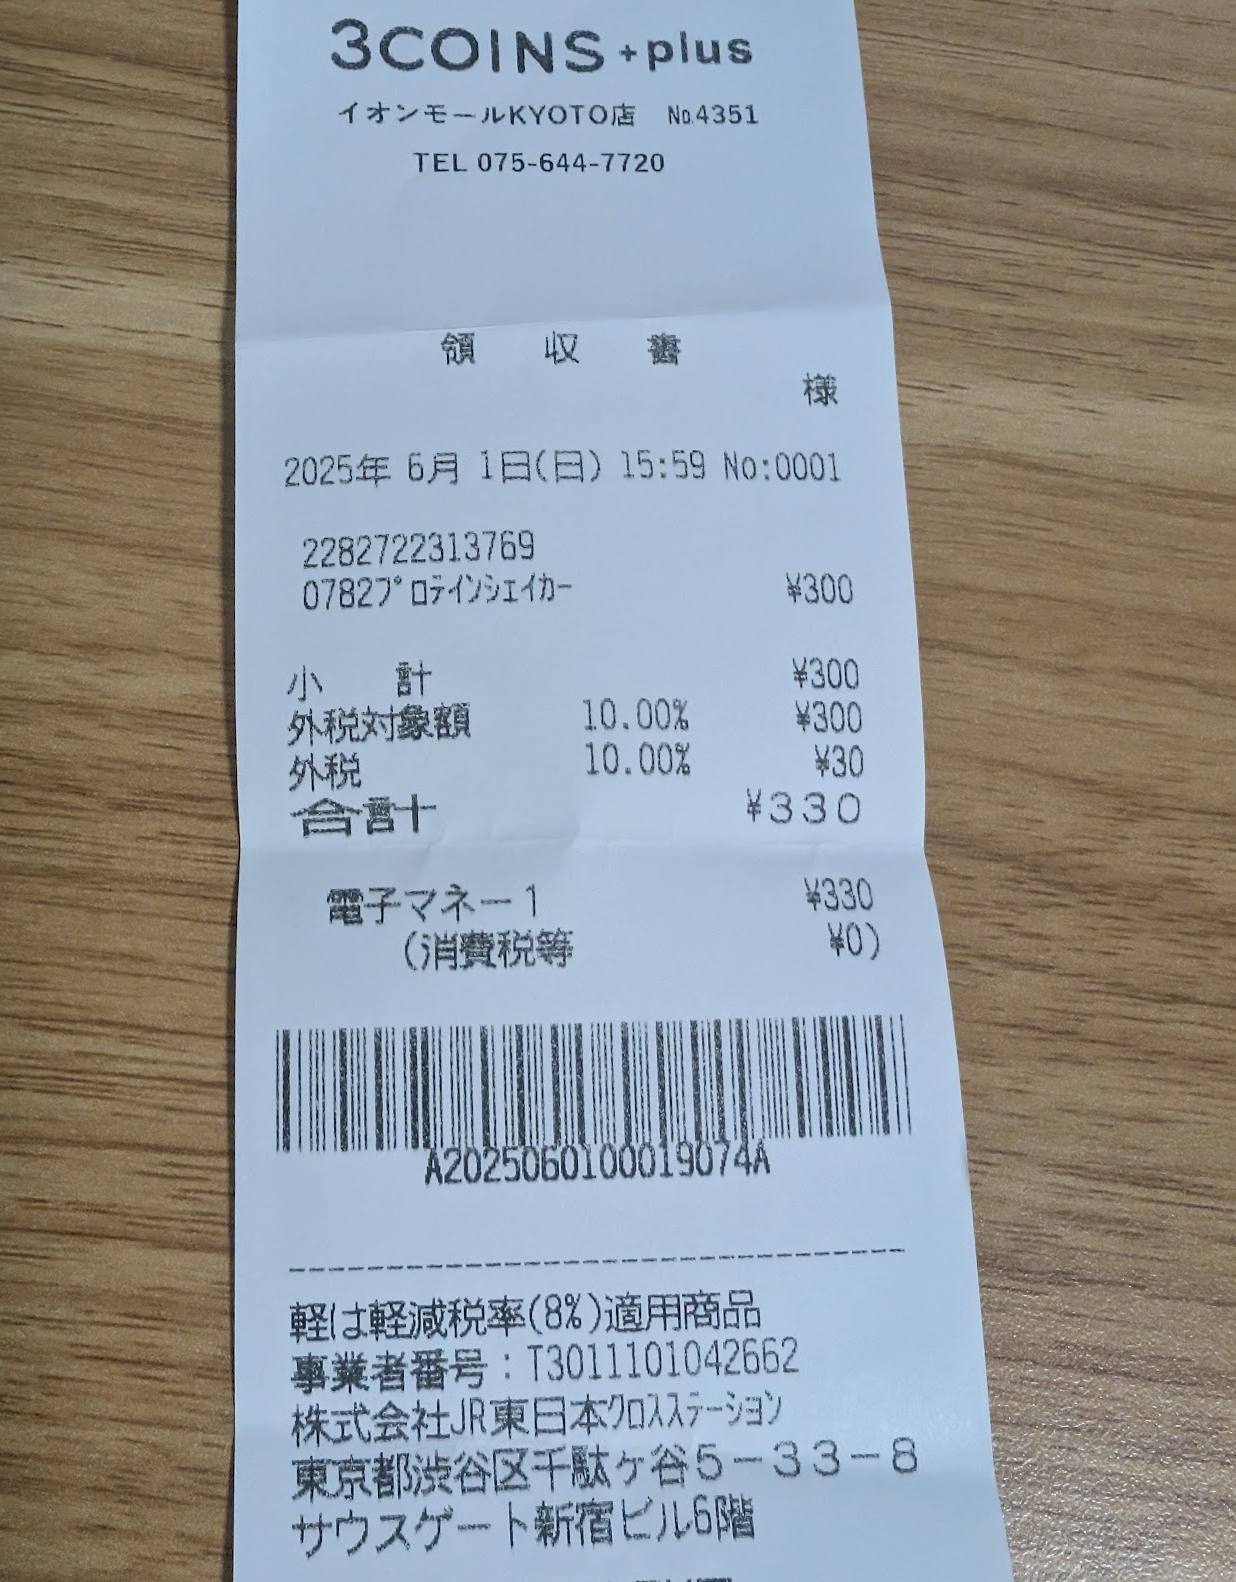 3COINS +plus
イオンモールKYOTO店 No.4351
TEL 075-644-7720
領 収 書
様
2025年 6月 1日(日) 15:59 No:0001
2282722313769
0782ﾌﾟﾛﾃｲﾝｼｪｲｶｰ ¥300
小 計 ¥300
外税対象額 10.00% ¥300
外税 10.00% ¥30
合計 ¥330
電子マネー1 ¥330
(消費税等 ¥0)
A20250601000019074A
軽は軽減税率(8%)適用商品
事業者番号:T3011101042662
株式会社JR東日本ｸﾛｽｽﾃｰｼｮﾝ
東京都渋谷区千駄ヶ谷5-33-8
サウスゲート新宿ビル6階